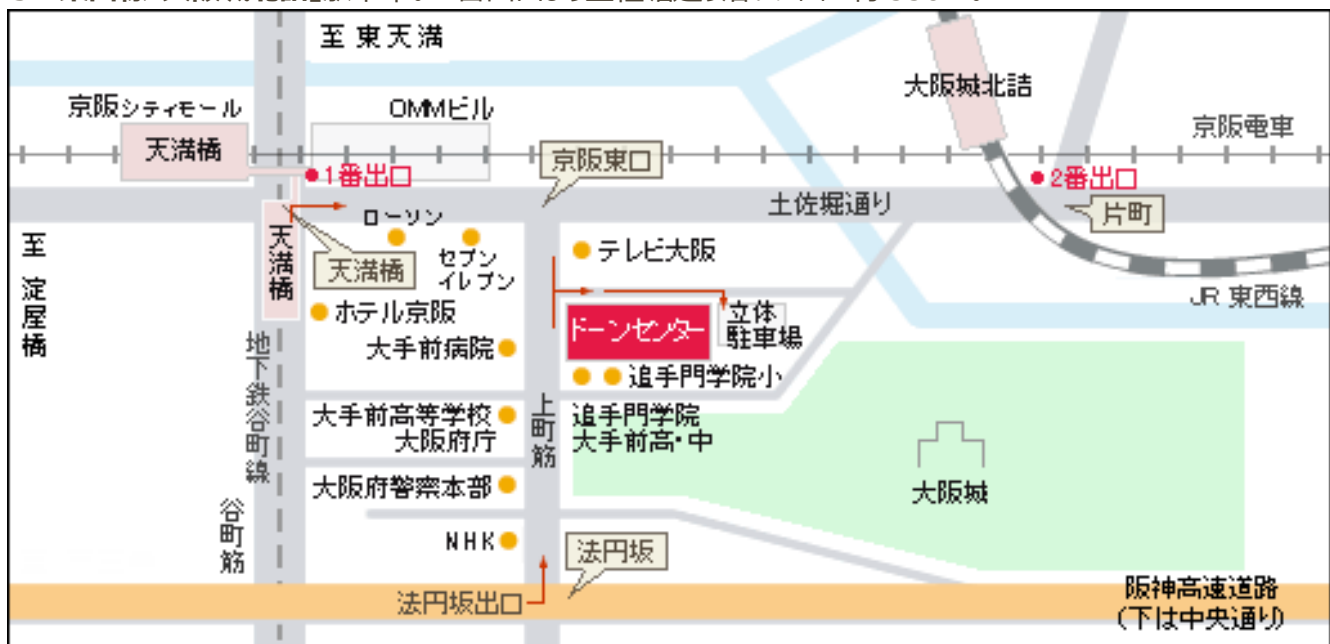 至 東天満
大阪城北詰
京阪シティモール
OMMビル
京阪電車
天満橋
京阪東口
1番出口
2番出口
土佐堀通り
片町
ローソン
天満橋
セブン
イレブン
テレビ大阪
至 淀屋橋
天満橋
JR 東西線
ホテル京阪
ドーンセンター
立体
駐車場
大手前病院
追手門学院小
地下鉄谷町線
大手前高等学校
大阪府庁
上町筋
追手門学院
大手前高・中
大阪府警察本部
大阪城
谷町筋
NHK
法円坂
法円坂出口
阪神高速道路
(下は中央通り)